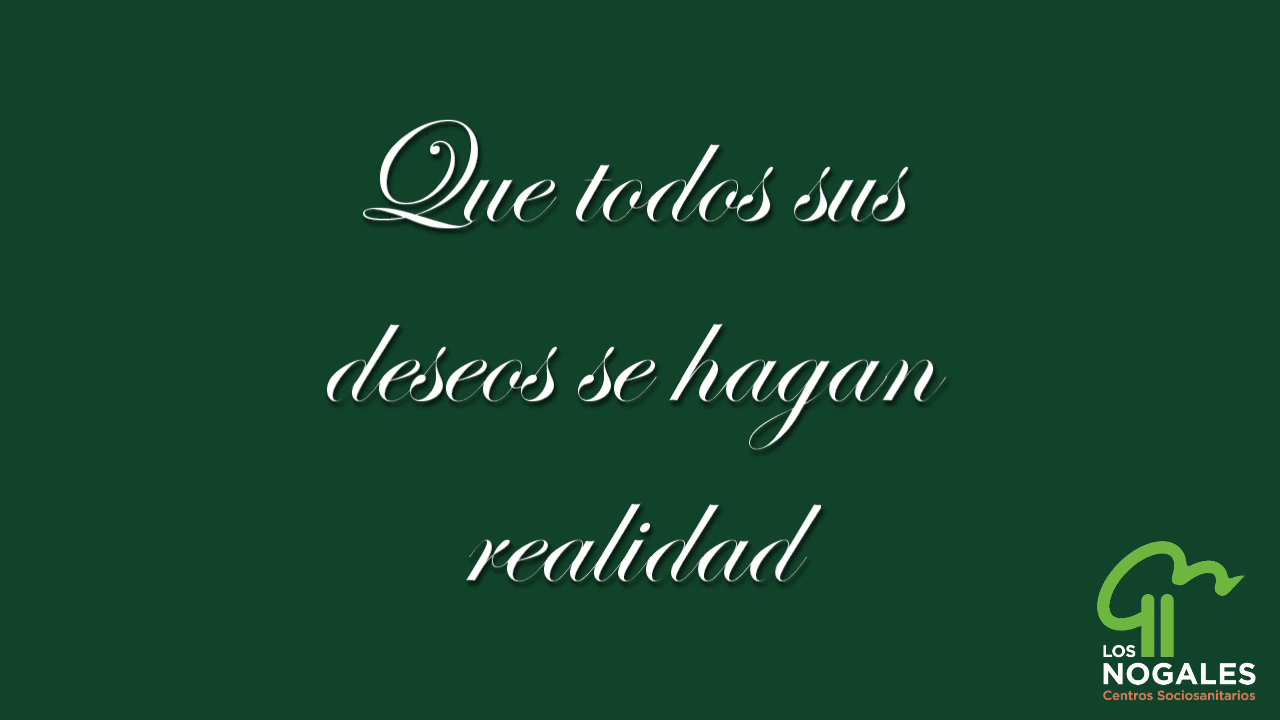 Que todos sus
deseos se hagan
realidad
LOS
NOGALES
Centros Sociosanitarios